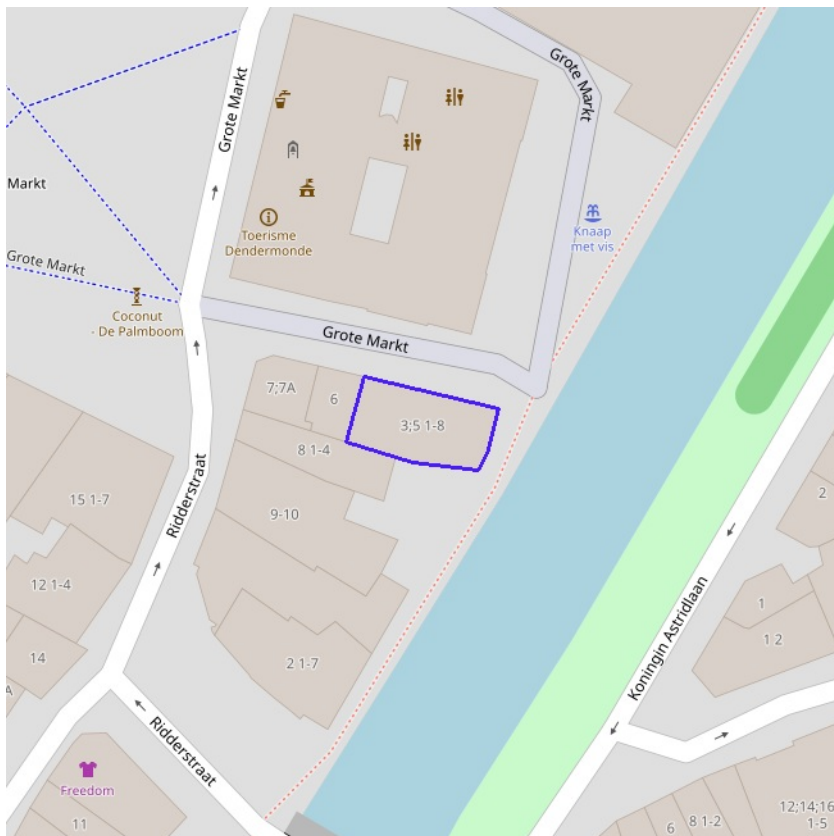 Grote Markt
Grote Markt
Markt
Toerisme
Dendermonde
Knaap
met vis
Grote Markt
Coconut
- De Palmboom
Grote Markt
7;7A
6
3;5 1-8
8 1-4
15 1-7
Ridderstraat
9-10
2
12 1-4
Koningin Astridlaan
1
1 2
14
2 1-7
A
Ridderstraat
Freedom
11
6
8 1-2
12;14;16
1-5